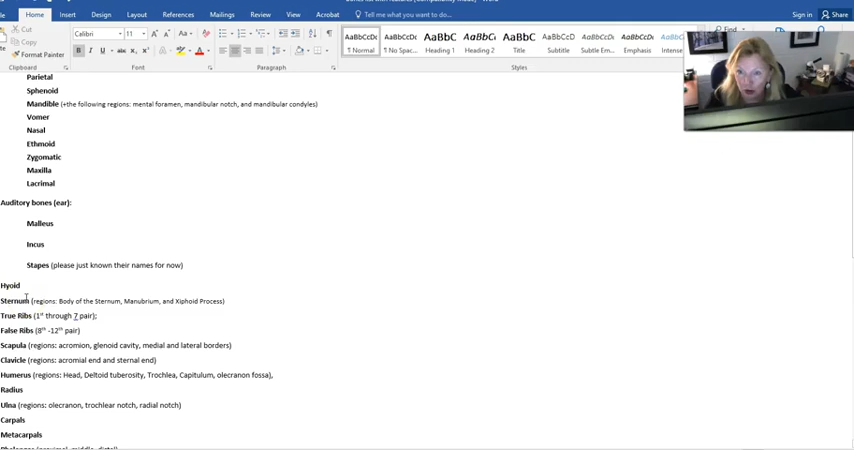 Home Insert Design Layout References Mailings Review View Acrobat Tell me what you want to do... Sign in Share
Cut
Copy
Format Painter
Clipboard
Calibri 11
Font
Paragraph
AaBbCcDc AaBbCcDc AaBbC AaBbCc AaBbC AaBbCcD AaBbCcDc AaBbCcDc AaBbCcDc
¶ Normal ¶ No Spac... Heading 1 Heading 2 Title Subtitle Subtle Em... Emphasis Intense
Styles
Find
Parietal
Sphenoid
Mandible (+the following regions: mental foramen, mandibular notch, and mandibular condyles)
Vomer
Nasal
Ethmoid
Zygomatic
Maxilla
Lacrimal
Auditory bones (ear):
Malleus
Incus
Stapes (please just known their names for now)
Hyoid
Sternum (regions: Body of the Sternum, Manubrium, and Xiphoid Process)
True Ribs (1st through 7 pair);
False Ribs (8th -12th pair)
Scapula (regions: acromion, glenoid cavity, medial and lateral borders)
Clavicle (regions: acromial end and sternal end)
Humerus (regions: Head, Deltoid tuberosity, Trochlea, Capitulum, olecranon fossa),
Radius
Ulna (regions: olecranon, trochlear notch, radial notch)
Carpals
Metacarpals